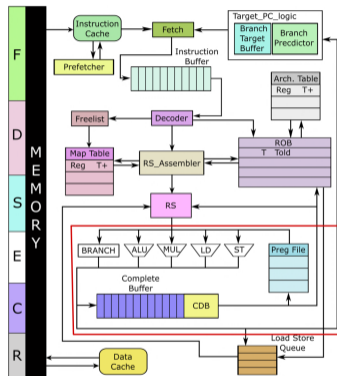 F
D
S
E
C
R
MEMORY
Instruction
Cache
Prefetcher
Fetch
Target_PC_logic
Branch
Target
Buffer
Branch
Precdictor
Instruction
Buffer
Arch. Table
Reg T+
Freelist
Decoder
Map Table
Reg T+
RS_Assembler
ROB
T Told
RS
BRANCH
ALU
MUL
LD
ST
Preg File
Complete
Buffer
CDB
Load Store
Queue
Data
Cache